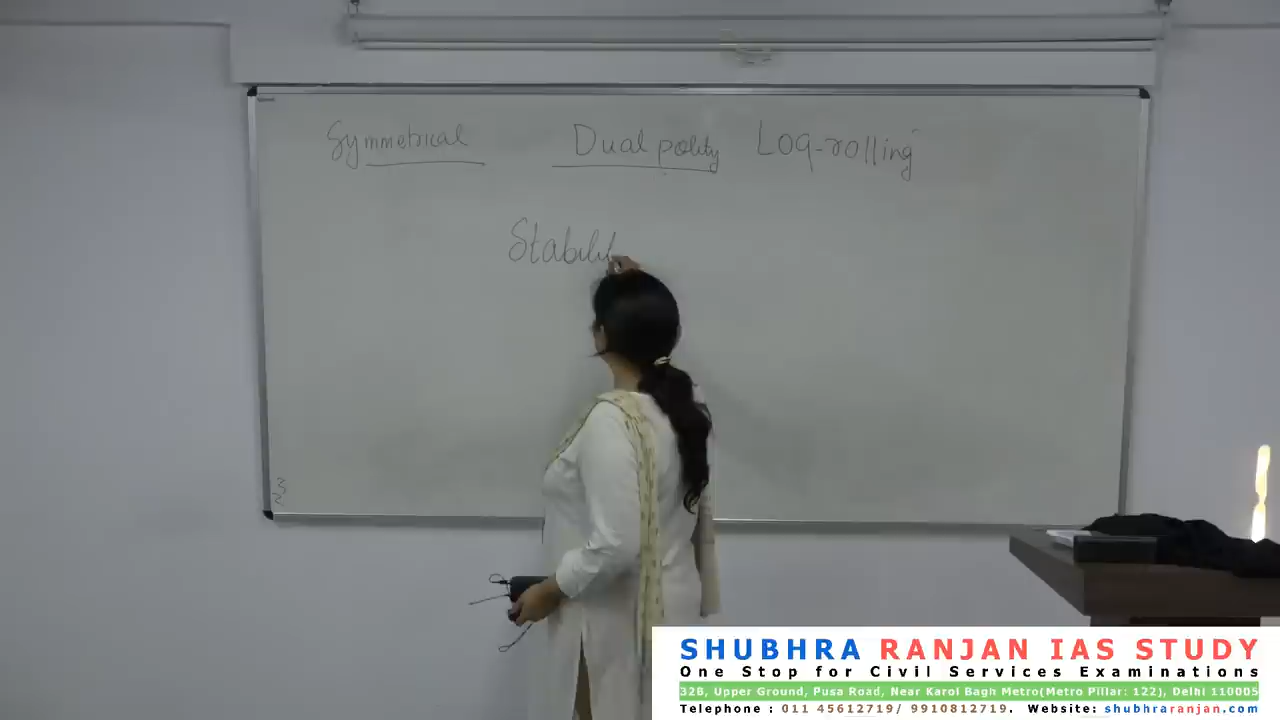 Symmetrical Dual polity Log-rolling
Stabilit
SHUBHRA RANJAN IAS STUDY
One Stop for Civil Services Examinations
32B, Upper Ground, Pusa Road, Near Karol Bagh Metro(Metro Pillar: 122), Delhi 110005
Telephone : 011 45612719/ 9910812719. Website: shubhraranjan.com